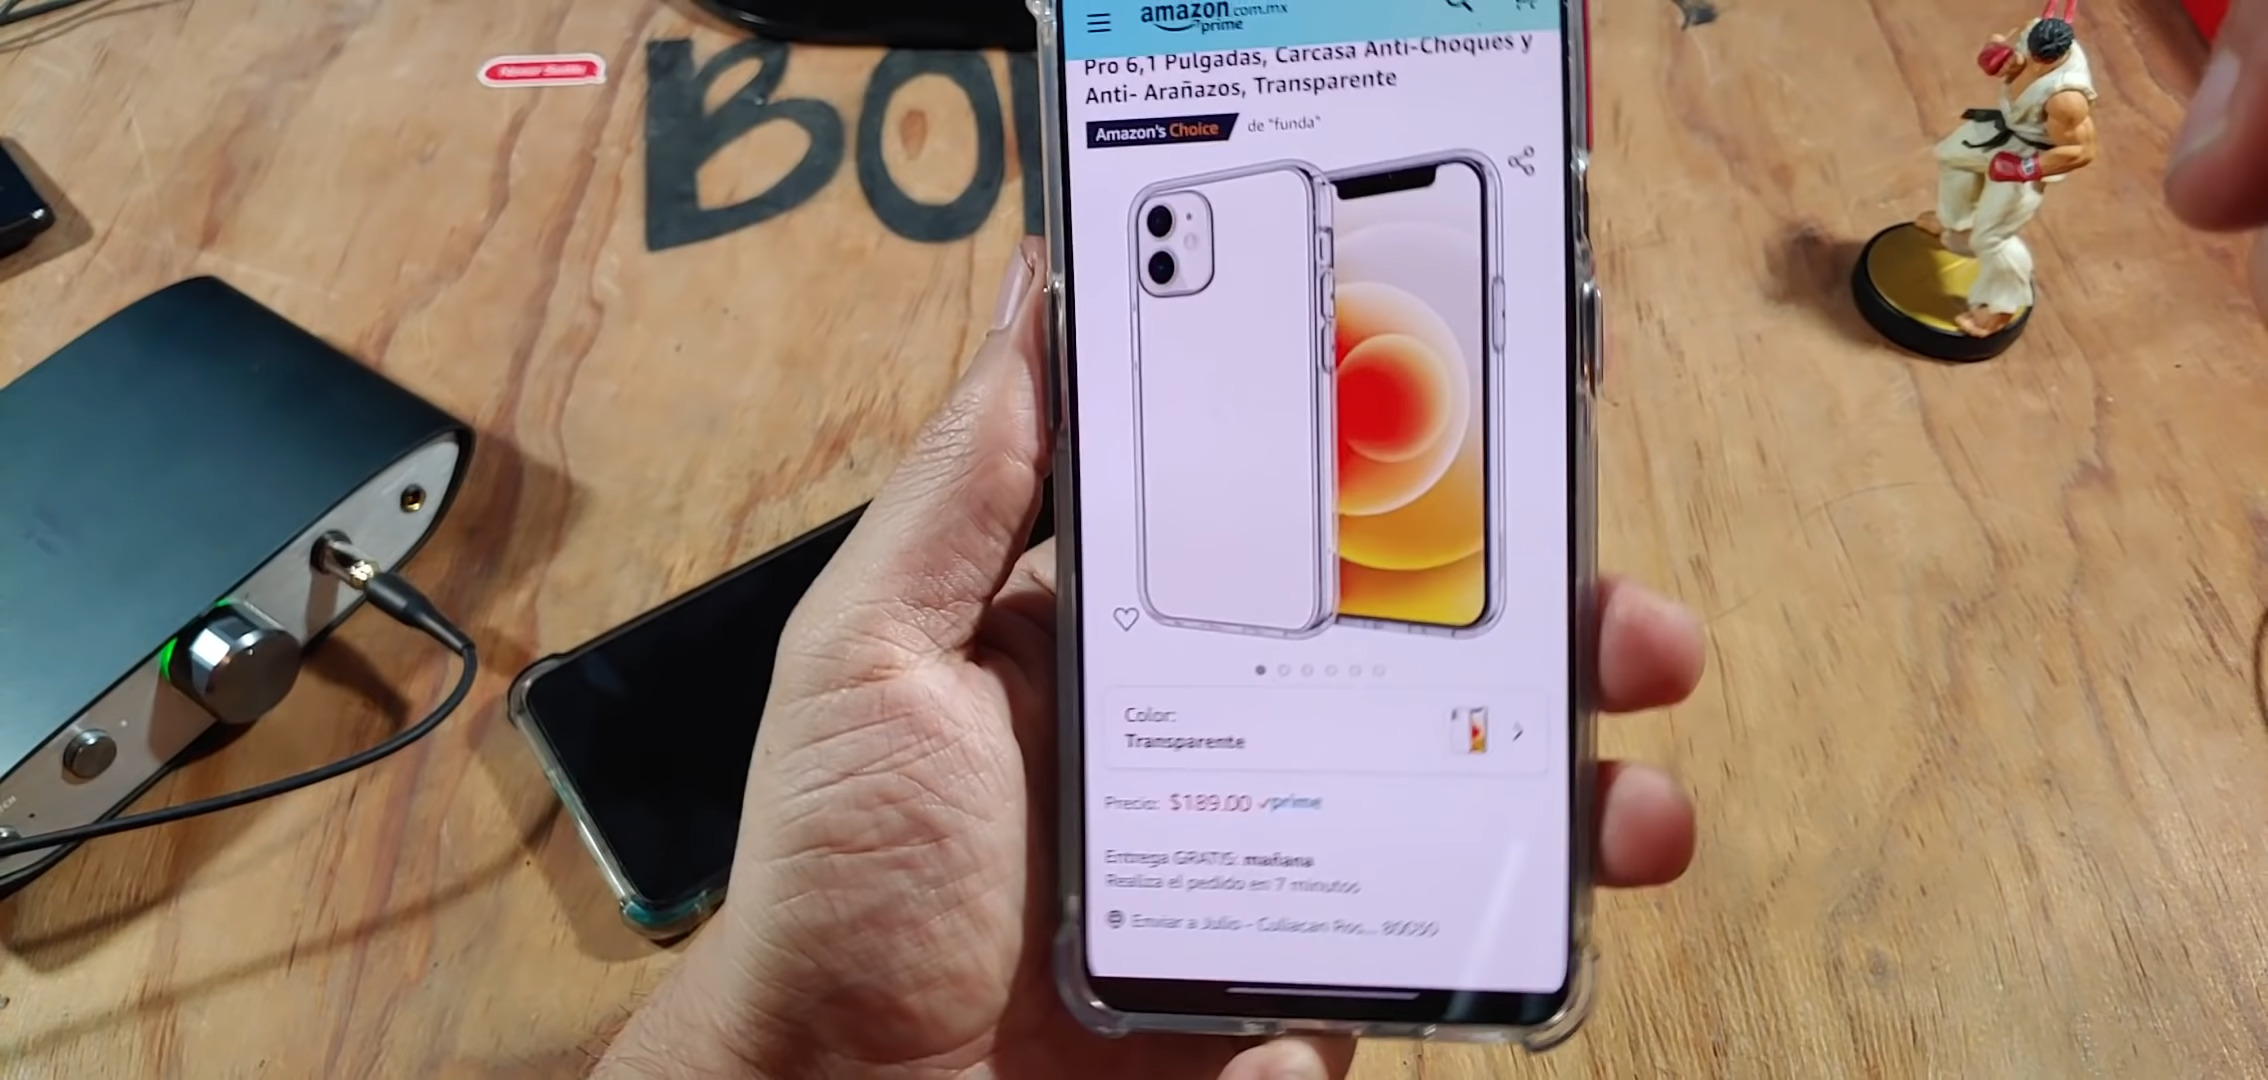 BO
amazon.com.mx
prime
Pro 6,1 Pulgadas, Carcasa Anti-Choques y
Anti- Arañazos, Transparente
Amazon's Choice de "funda"
Color:
Transparente
Precio: $189.00 prime
Entrega GRATIS: mañana
Realiza el pedido en 7 minutos
Enviar a Julio - Culiacan Ros... 80050